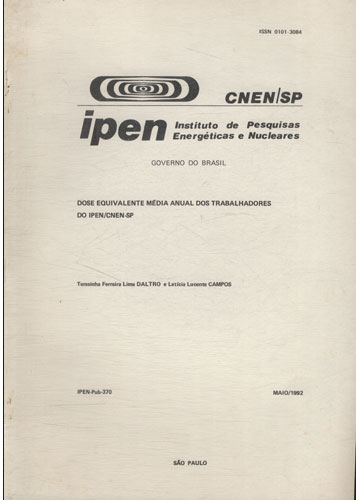 ISSN 0101-3084
CNEN/SP
ipen Instituto de Pesquisas
Energéticas e Nucleares
GOVERNO DO BRASIL
DOSE EQUIVALENTE MÉDIA ANUAL DOS TRABALHADORES
DO IPEN/CNEN-SP
Teresinha Ferreira Lima DALTRO e Letícia Lucente CAMPOS
IPEN-Pub-370
MAIO/1992
SÃO PAULO